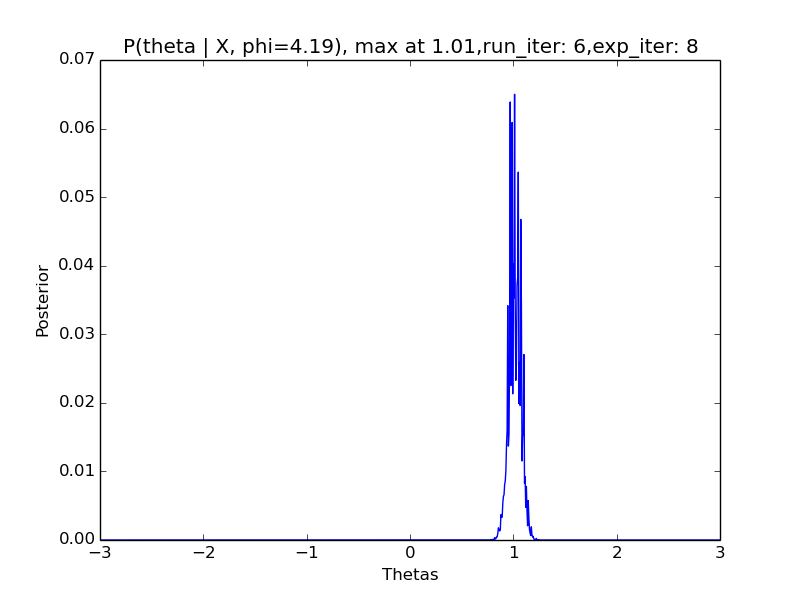 P(theta | X, phi=4.19), max at 1.01,run_iter: 6,exp_iter: 8
0.07
0.06
0.05
0.04
0.03
0.02
0.01
0.00
Posterior
−3 −2 −1 0 1 2 3
Thetas